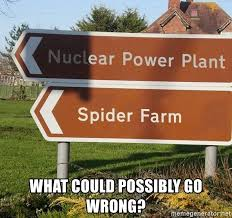 Nuclear Power Plant
Spider Farm
WHAT COULD POSSIBLY GO
WRONG?
memegenerator.net